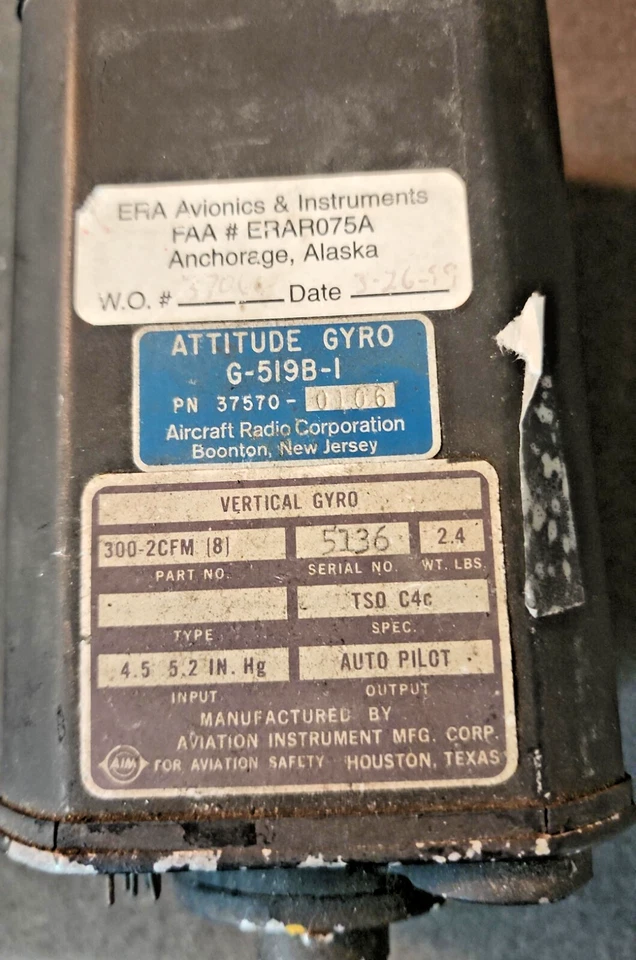 ERA Avionics & Instruments
FAA # ERAR075A
Anchorage, Alaska
W.O. # Date 3-26-99
ATTITUDE GYRO
G-519B-1
PN 37570-0106
Aircraft Radio Corporation
Boonton, New Jersey
VERTICAL GYRO
300-2CFM (8) 5136 2.4
PART NO. SERIAL NO. WT. LBS.
TSO C4c
TYPE SPEC.
4.5 5.2 IN. Hg AUTO PILOT
INPUT OUTPUT
MANUFACTURED BY
AVIATION INSTRUMENT MFG. CORP.
AIM FOR AVIATION SAFETY HOUSTON, TEXAS